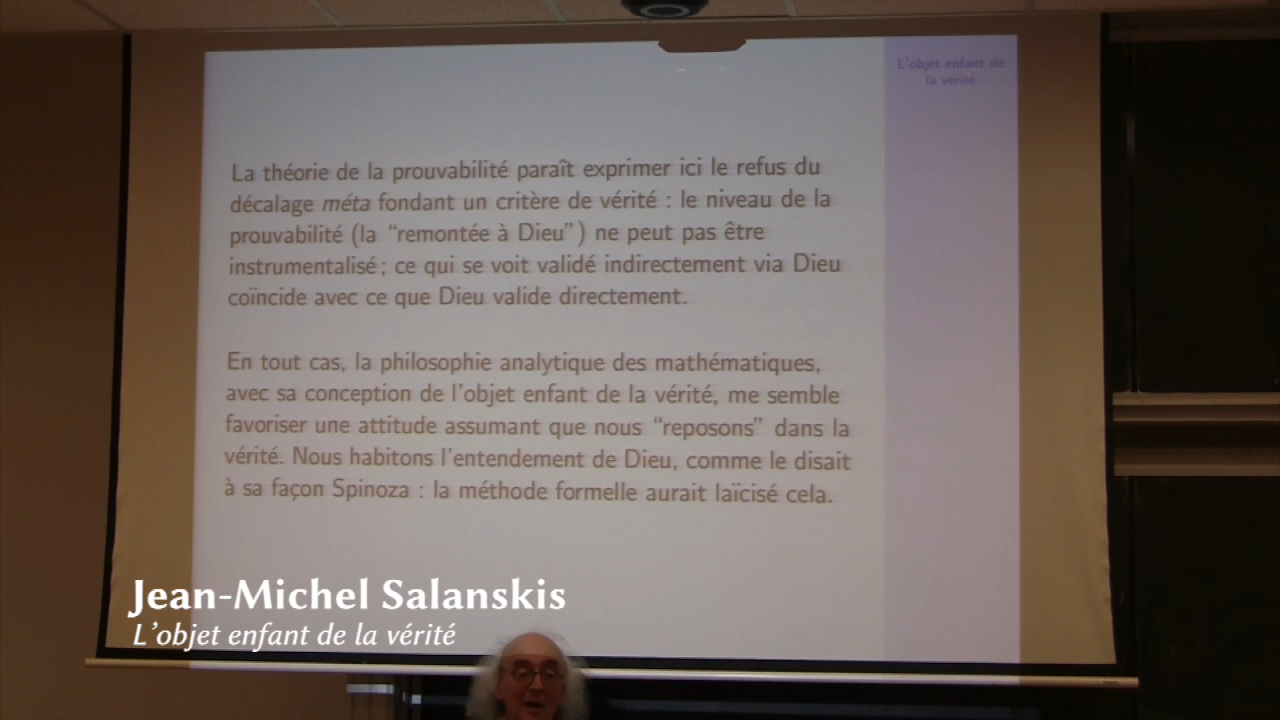 L'objet enfant de
la vérité
La théorie de la prouvabilité paraît exprimer ici le refus du
décalage méta fondant un critère de vérité : le niveau de la
prouvabilité (la “remontée à Dieu”) ne peut pas être
instrumentalisé ; ce qui se voit validé indirectement via Dieu
coïncide avec ce que Dieu valide directement.
En tout cas, la philosophie analytique des mathématiques,
avec sa conception de l'objet enfant de la vérité, me semble
favoriser une attitude assumant que nous “reposons” dans la
vérité. Nous habitons l'entendement de Dieu, comme le disait
à sa façon Spinoza : la méthode formelle aurait laïcisé cela.
Jean-Michel Salanskis
L'objet enfant de la vérité